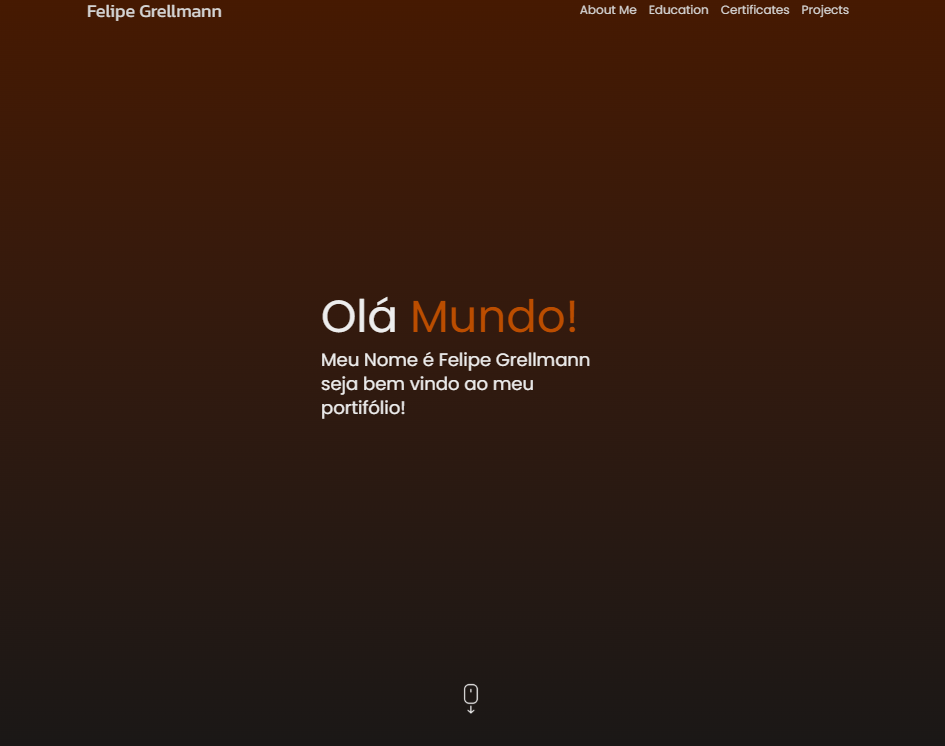 Felipe Grellmann
About Me Education Certificates Projects
Olá Mundo!
Meu Nome é Felipe Grellmann
seja bem vindo ao meu
portifólio!